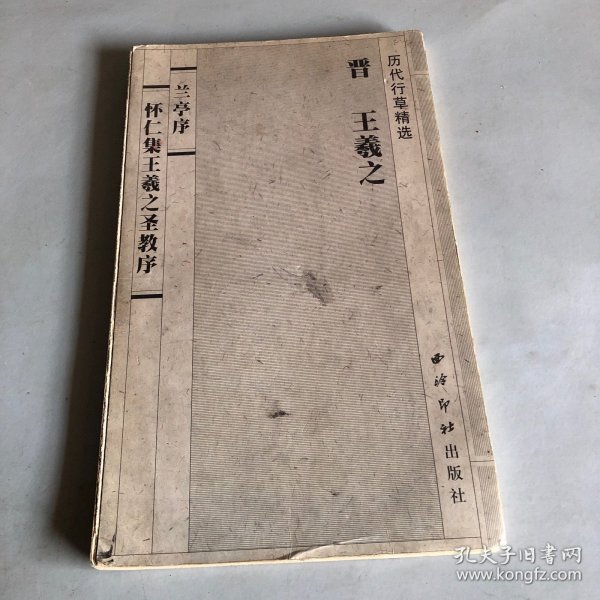 历代行草精选
晋 王羲之
兰亭序
怀仁集王羲之圣教序
西泠印社出版社
孔夫子旧书网
www.kongfz.com